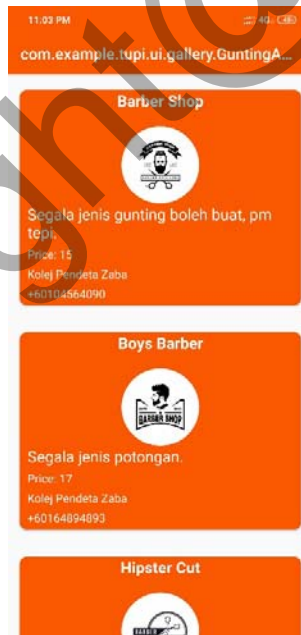 11.03 PM
4G
com.example.tupi.ui.gallery.GuntingA...
Barber Shop
Segala jenis gunting boleh buat, pm
tepi.
Price: 15
Kolej Pendeta Zaba
+60104564090
Boys Barber
BARBER SHOP
Segala jenis potongan.
Price: 17
Kolej Pendeta Zaba
+60164894893
Hipster Cut
BARBER